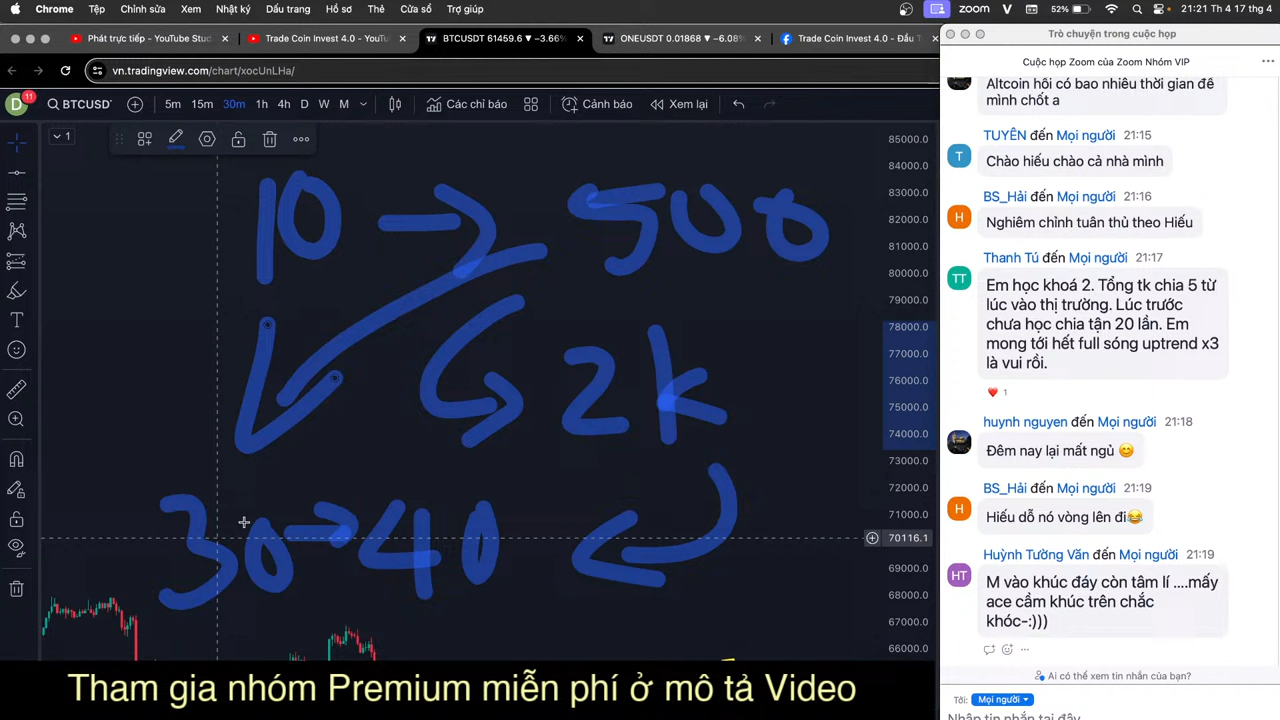 Chrome Tệp Chỉnh sửa Xem Nhật ký Dấu trang Hồ sơ Thẻ Cửa sổ Trợ giúp zoom 52% 21:21 Th 4 17 thg 4
Phát trực tiếp - YouTube Stud Trade Coin Invest 4.0 - YouTub BTCUSDT 61459.6 ▼ −3.66% ONEUSDT 0.01868 ▼ −6.08% Trade Coin Invest 4.0 - Đầu T
vn.tradingview.com/chart/xocUnLHa/
D 11 BTCUSD 5m 15m 30m 1h 4h D W M Các chỉ báo Cảnh báo Xem lại
1
85000.0
84000.0
83000.0
82000.0
81000.0
80000.0
79000.0
78000.0
77000.0
76000.0
75000.0
74000.0
73000.0
72000.0
71000.0
70116.1
69000.0
68000.0
67000.0
66000.0
10 → 500
2k
30 → 40
Tham gia nhóm Premium miễn phí ở mô tả Video
Trò chuyện trong cuộc họp
Cuộc họp Zoom của Zoom Nhóm VIP
Altcoin hồi có bao nhiêu thời gian để
mình chốt a
TUYÊN đến Mọi người 21:15
T Chào hiếu chào cả nhà mình
BS_Hải đến Mọi người 21:16
H Nghiêm chỉnh tuân thủ theo Hiếu
Thanh Tú đến Mọi người 21:17
TT Em học khoá 2. Tổng tk chia 5 từ
lúc vào thị trường. Lúc trước
chưa học chia tận 20 lần. Em
mong tới hết full sóng uptrend x3
là vui rồi.
❤️ 1
huynh nguyen đến Mọi người 21:18
Đêm nay lại mất ngủ 😊
BS_Hải đến Mọi người 21:19
H Hiếu dỗ nó vòng lên đi😂
Huỳnh Tường Văn đến Mọi người 21:19
HT M vào khúc đáy còn tâm lí ....mấy
ace cầm khúc trên chắc
khóc-:)))
Ai có thể xem tin nhắn của bạn?
Tới: Mọi người
Nhập tin nhắn tại đây